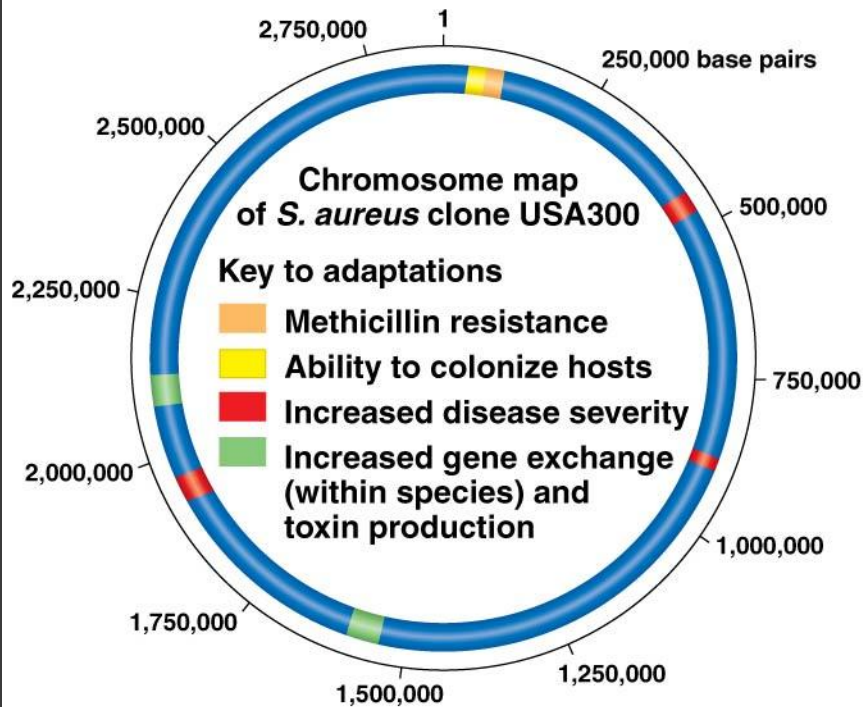 1
250,000 base pairs
500,000
750,000
1,000,000
1,250,000
1,500,000
1,750,000
2,000,000
2,250,000
2,500,000
2,750,000
Chromosome map
of S. aureus clone USA300
Key to adaptations
Methicillin resistance
Ability to colonize hosts
Increased disease severity
Increased gene exchange
(within species) and
toxin production